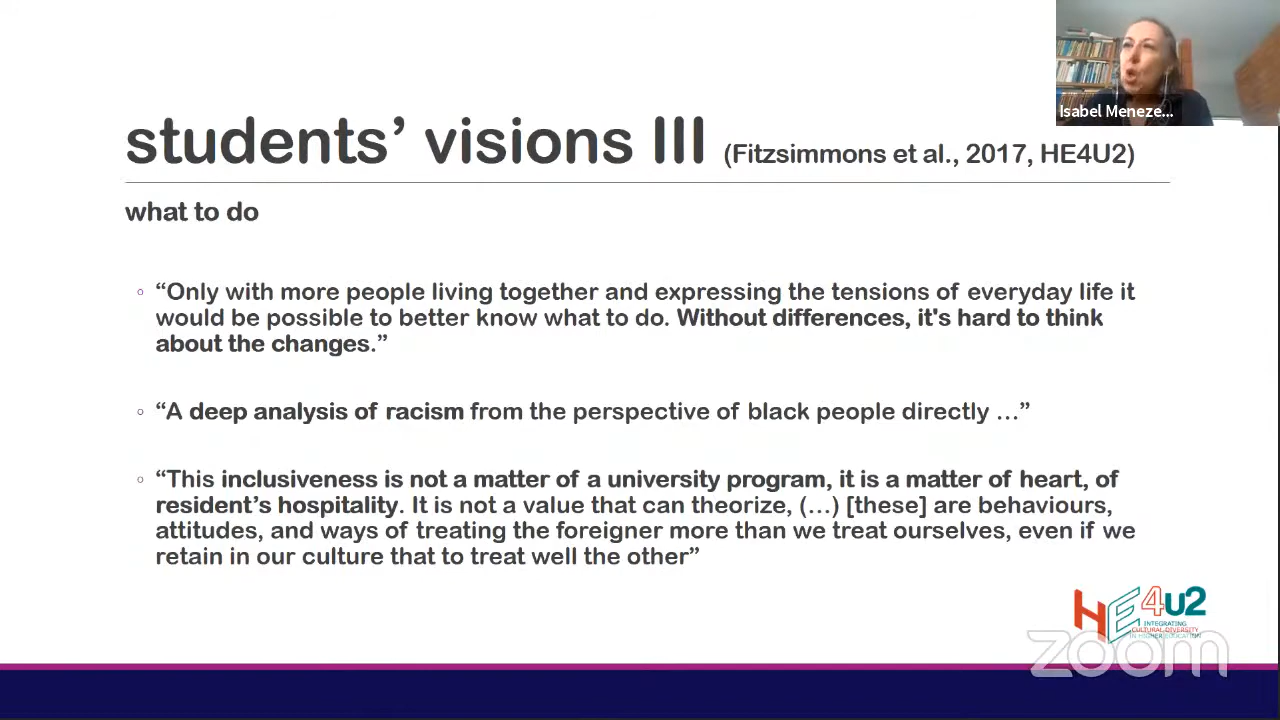 Isabel Meneze...
students’ visions III (Fitzsimmons et al., 2017, HE4U2)
what to do
“Only with more people living together and expressing the tensions of everyday life it
would be possible to better know what to do. Without differences, it's hard to think
about the changes.”
“A deep analysis of racism from the perspective of black people directly …”
“This inclusiveness is not a matter of a university program, it is a matter of heart, of
resident’s hospitality. It is not a value that can theorize, (…) [these] are behaviours,
attitudes, and ways of treating the foreigner more than we treat ourselves, even if we
retain in our culture that to treat well the other”
HE4U2
INTEGRATING
CULTURAL DIVERSITY
IN HIGHER EDUCATION
zoom